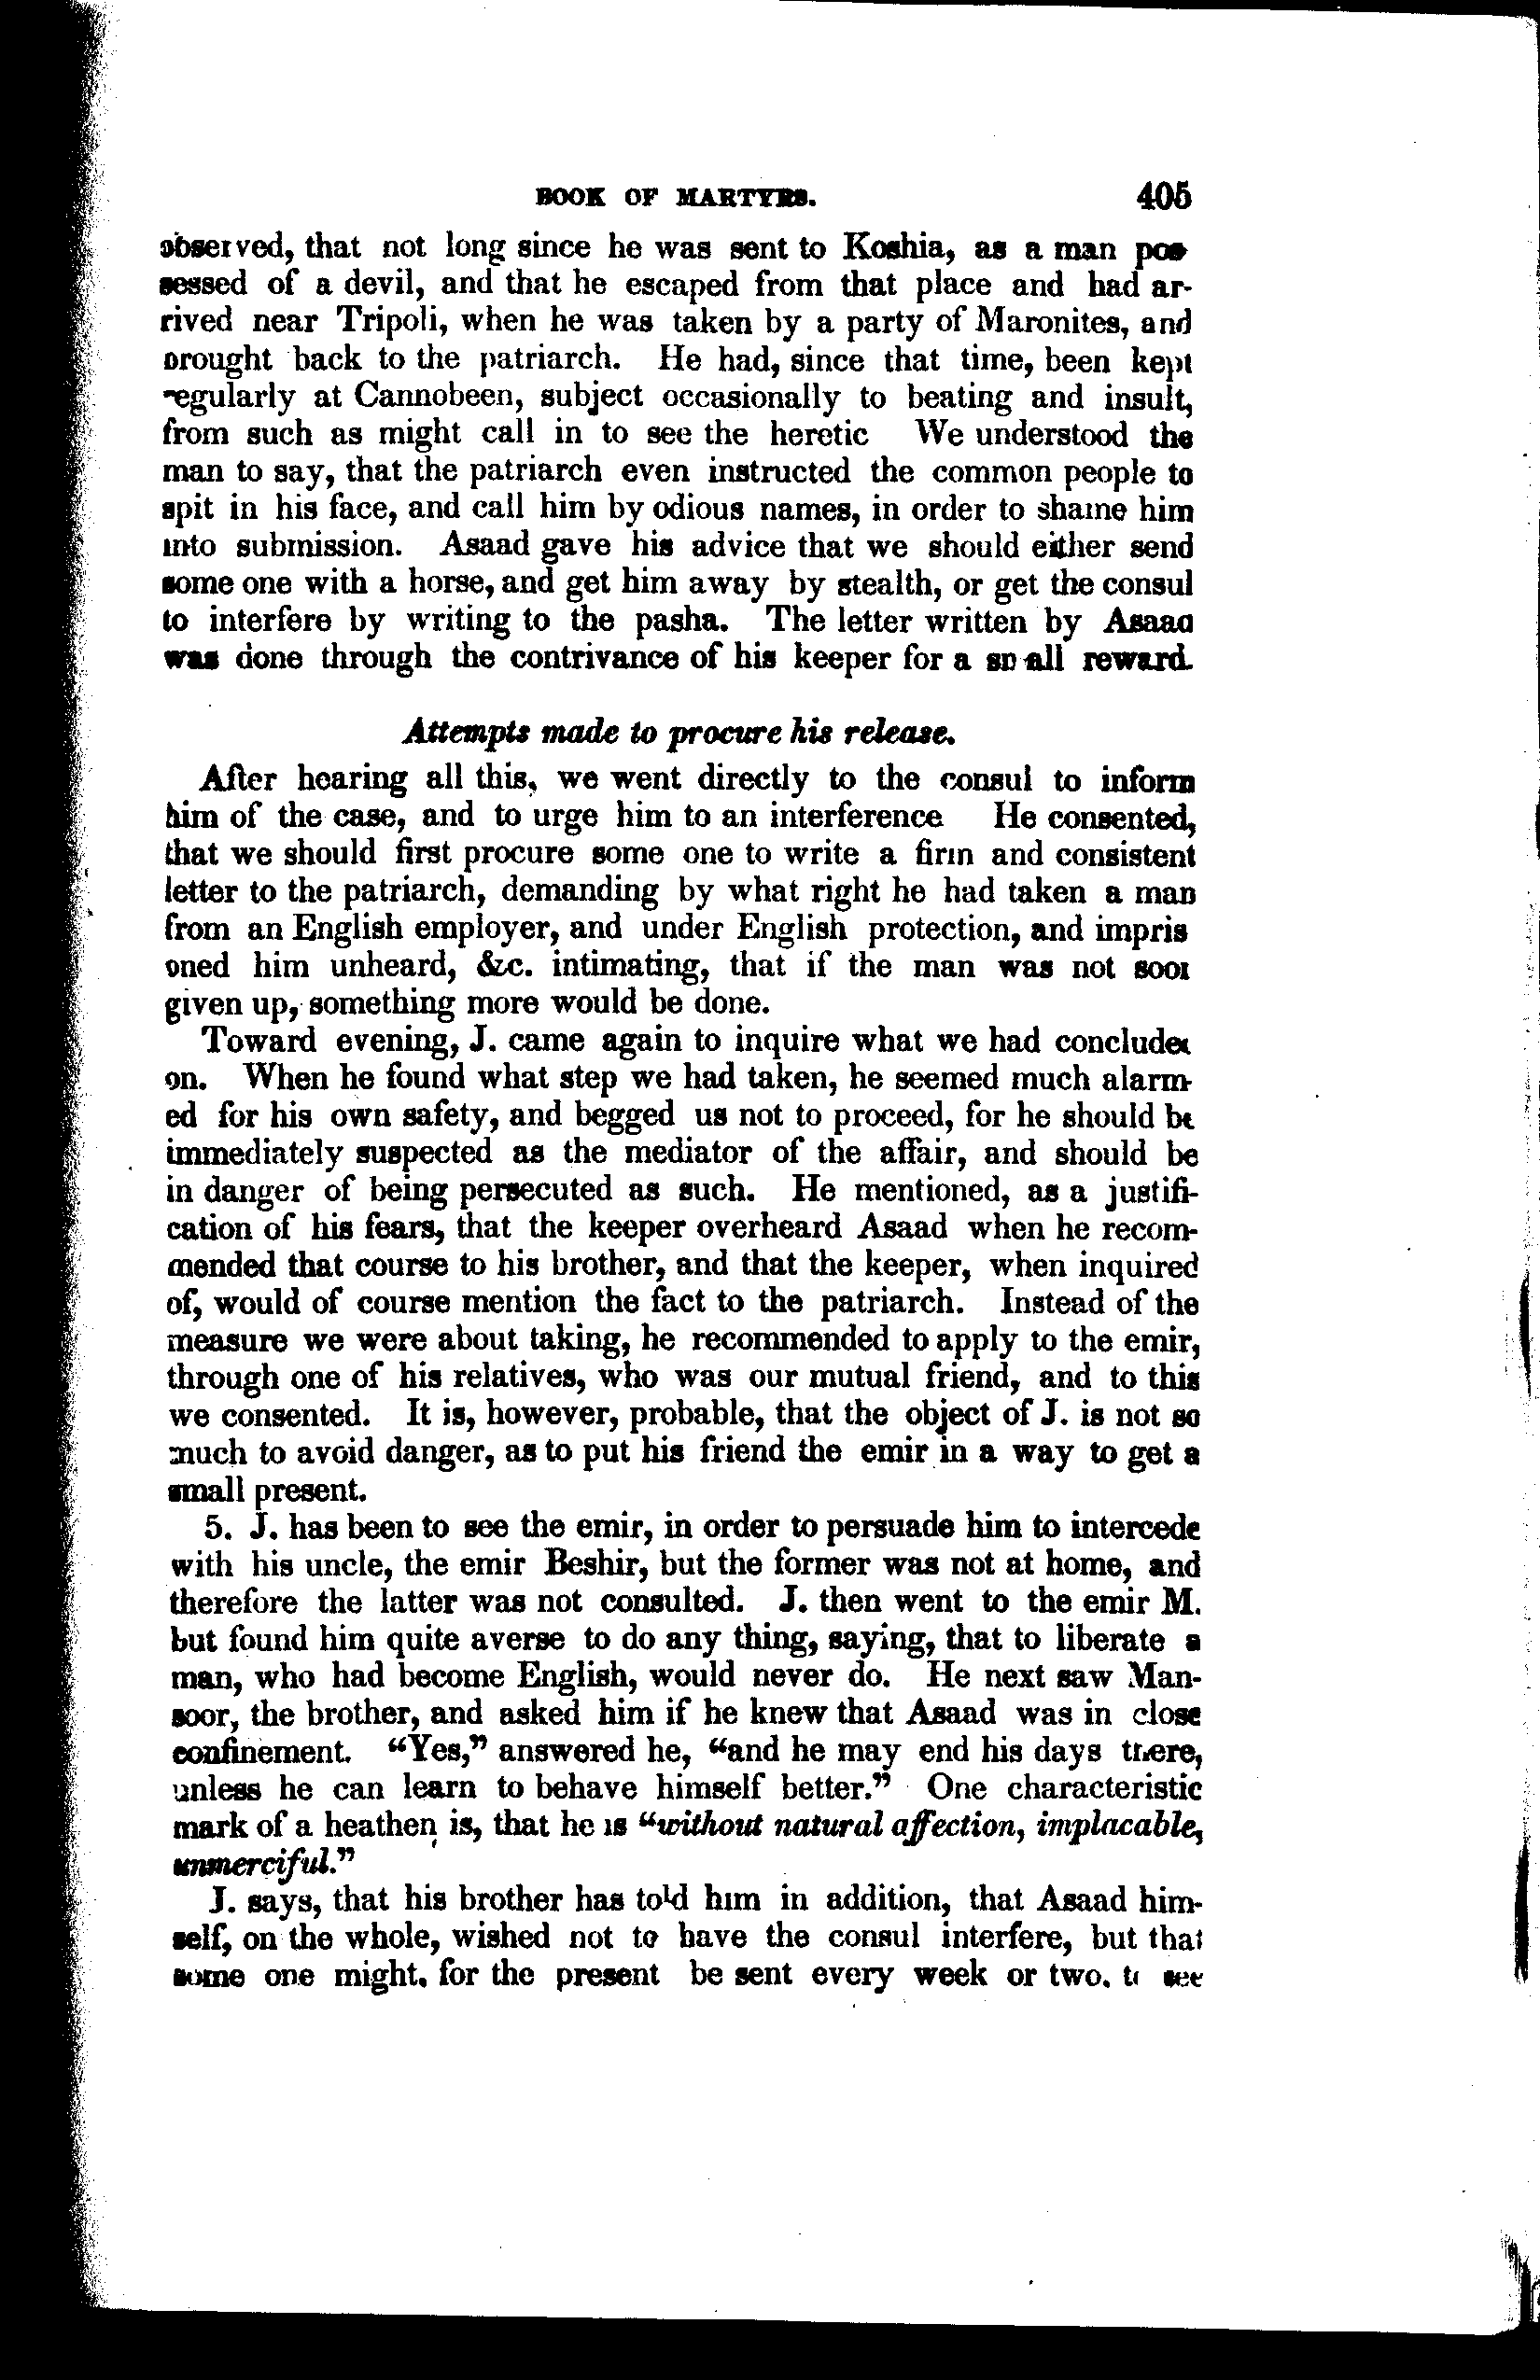 BOOK OF MARTYRS. 405
observed, that not long since he was sent to Koshia, as a man pos
sessed of a devil, and that he escaped from that place and had ar-
rived near Tripoli, when he was taken by a party of Maronites, and
brought back to the patriarch. He had, since that time, been kept
regularly at Cannobeen, subject occasionally to beating and insult,
from such as might call in to see the heretic We understood the
man to say, that the patriarch even instructed the common people to
spit in his face, and call him by odious names, in order to shame him
into submission. Asaad gave his advice that we should either send
some one with a horse, and get him away by stealth, or get the consul
to interfere by writing to the pasha. The letter written by Asaad
was done through the contrivance of his keeper for a small reward.
Attempts made to procure his release.
After hearing all this, we went directly to the consul to inform
him of the case, and to urge him to an interference He consented,
that we should first procure some one to write a firm and consistent
letter to the patriarch, demanding by what right he had taken a man
from an English employer, and under English protection, and impris
oned him unheard, &c. intimating, that if the man was not soon
given up, something more would be done.
Toward evening, J. came again to inquire what we had concluded
on. When he found what step we had taken, he seemed much alarm-
ed for his own safety, and begged us not to proceed, for he should be
immediately suspected as the mediator of the affair, and should be
in danger of being persecuted as such. He mentioned, as a justifi-
cation of his fears, that the keeper overheard Asaad when he recom-
mended that course to his brother, and that the keeper, when inquired
of, would of course mention the fact to the patriarch. Instead of the
measure we were about taking, he recommended to apply to the emir,
through one of his relatives, who was our mutual friend, and to this
we consented. It is, however, probable, that the object of J. is not so
much to avoid danger, as to put his friend the emir in a way to get a
small present.
5. J. has been to see the emir, in order to persuade him to intercede
with his uncle, the emir Beshir, but the former was not at home, and
therefore the latter was not consulted. J. then went to the emir M.
but found him quite averse to do any thing, saying, that to liberate a
man, who had become English, would never do. He next saw Man-
soor, the brother, and asked him if he knew that Asaad was in close
confinement. “Yes,” answered he, “and he may end his days there,
unless he can learn to behave himself better.” One characteristic
mark of a heathen is, that he is “without natural affection, implacable,
unmerciful.”
J. says, that his brother has told him in addition, that Asaad him-
self, on the whole, wished not to have the consul interfere, but that
some one might, for the present be sent every week or two, to see